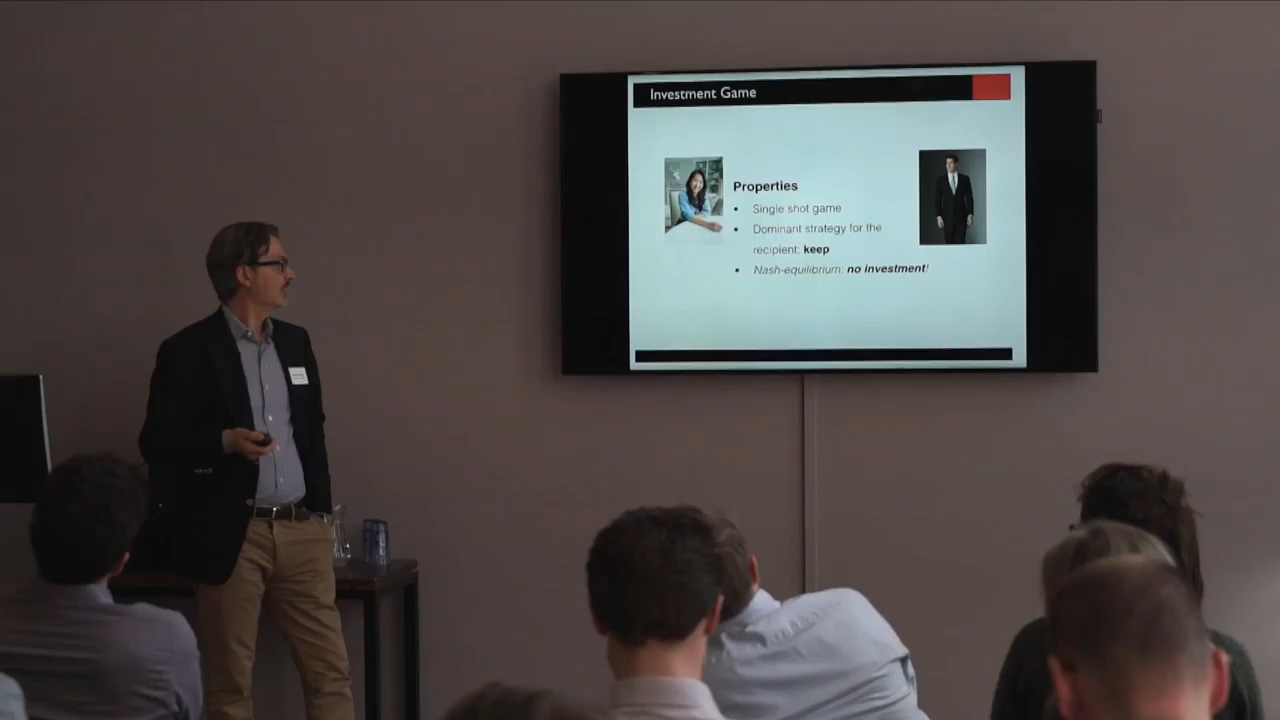 Investment Game
Properties
• Single shot game
• Dominant strategy for the
recipient: keep
• Nash-equilibrium: no investment!